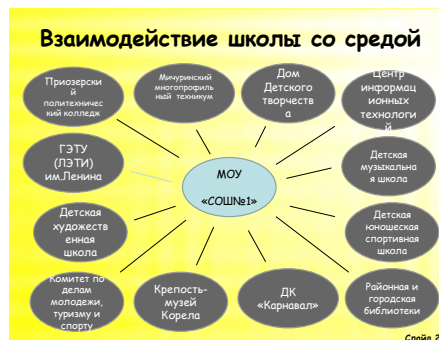 Взаимодействие школы со средой
Приозерски
й
политехничес
кий колледж
Мичуринский
многопрофиль
ный техникум
Дом
Детского
творчеств
а
Центр
информац
ионных
технологи
й
ГЭТУ
(ЛЭТИ)
им.Ленина
МОУ
«СОШ№1»
Детская
музыкальна
я школа
Детская
художеств
енная
школа
Детская
юношеская
спортивная
школа
Комитет по
делам
молодежи,
туризму и
спорту
Крепость-
музей
Корела
ДК
«Карнавал»
Районная и
городская
библиотеки
Слайд 2